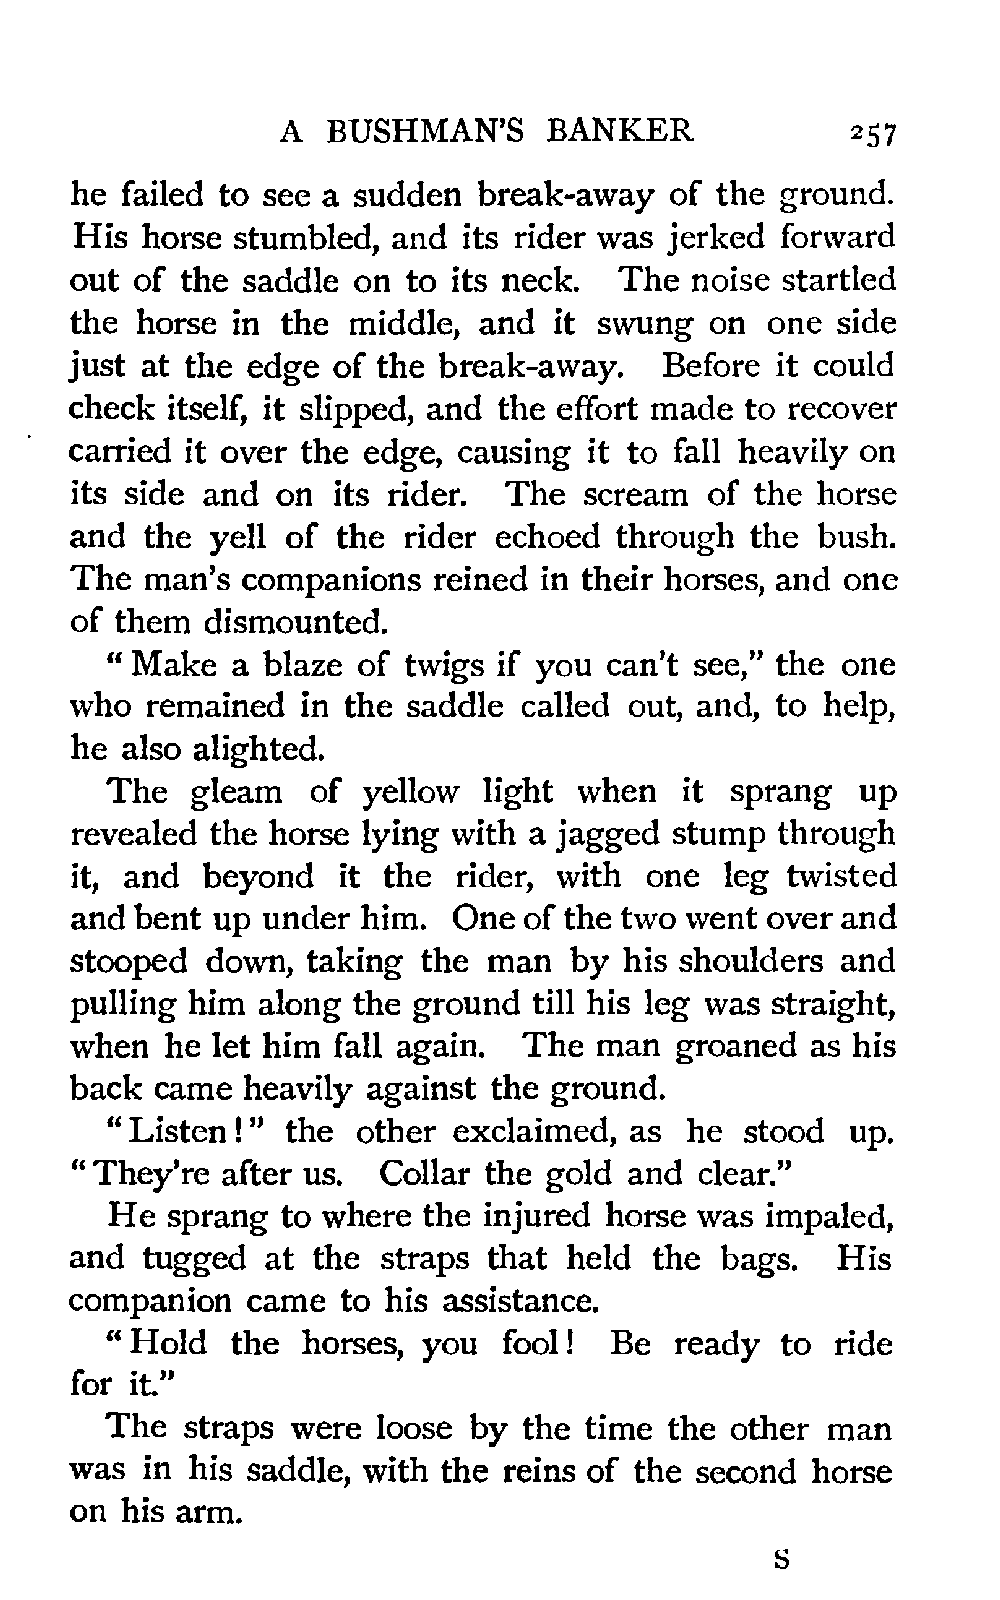 A BUSHMAN'S BANKER 257
he failed to see a sudden break-away of the ground.
His horse stumbled, and its rider was jerked forward
out of the saddle on to its neck. The noise startled
the horse in the middle, and it swung on one side
just at the edge of the break-away. Before it could
check itself, it slipped, and the effort made to recover
carried it over the edge, causing it to fall heavily on
its side and on its rider. The scream of the horse
and the yell of the rider echoed through the bush.
The man's companions reined in their horses, and one
of them dismounted.
"Make a blaze of twigs if you can't see," the one
who remained in the saddle called out, and, to help,
he also alighted.
The gleam of yellow light when it sprang up
revealed the horse lying with a jagged stump through
it, and beyond it the rider, with one leg twisted
and bent up under him. One of the two went over and
stooped down, taking the man by his shoulders and
pulling him along the ground till his leg was straight,
when he let him fall again. The man groaned as his
back came heavily against the ground.
"Listen!" the other exclaimed, as he stood up.
"They're after us. Collar the gold and clear."
He sprang to where the injured horse was impaled,
and tugged at the straps that held the bags. His
companion came to his assistance.
"Hold the horses, you fool! Be ready to ride
for it."
The straps were loose by the time the other man
was in his saddle, with the reins of the second horse
on his arm.
S